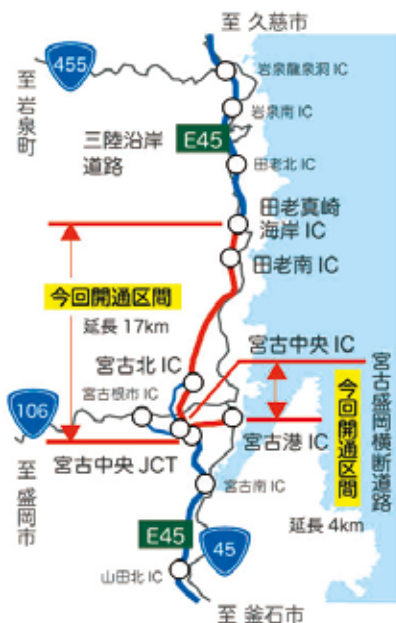 至 久慈市
455
至 岩泉町
岩泉龍泉洞 IC
岩泉南 IC
三陸沿岸
道路
E45
田老北 IC
田老真崎
海岸 IC
田老南 IC
今回開通区間
延長 17km
宮古中央 IC
宮古北 IC
宮古根市 IC
106
至 盛岡市
宮古中央 JCT
宮古港 IC
今回開通区間
延長 4km
宮古盛岡横断道路
宮古南 IC
E45
45
山田北 IC
至 釜石市